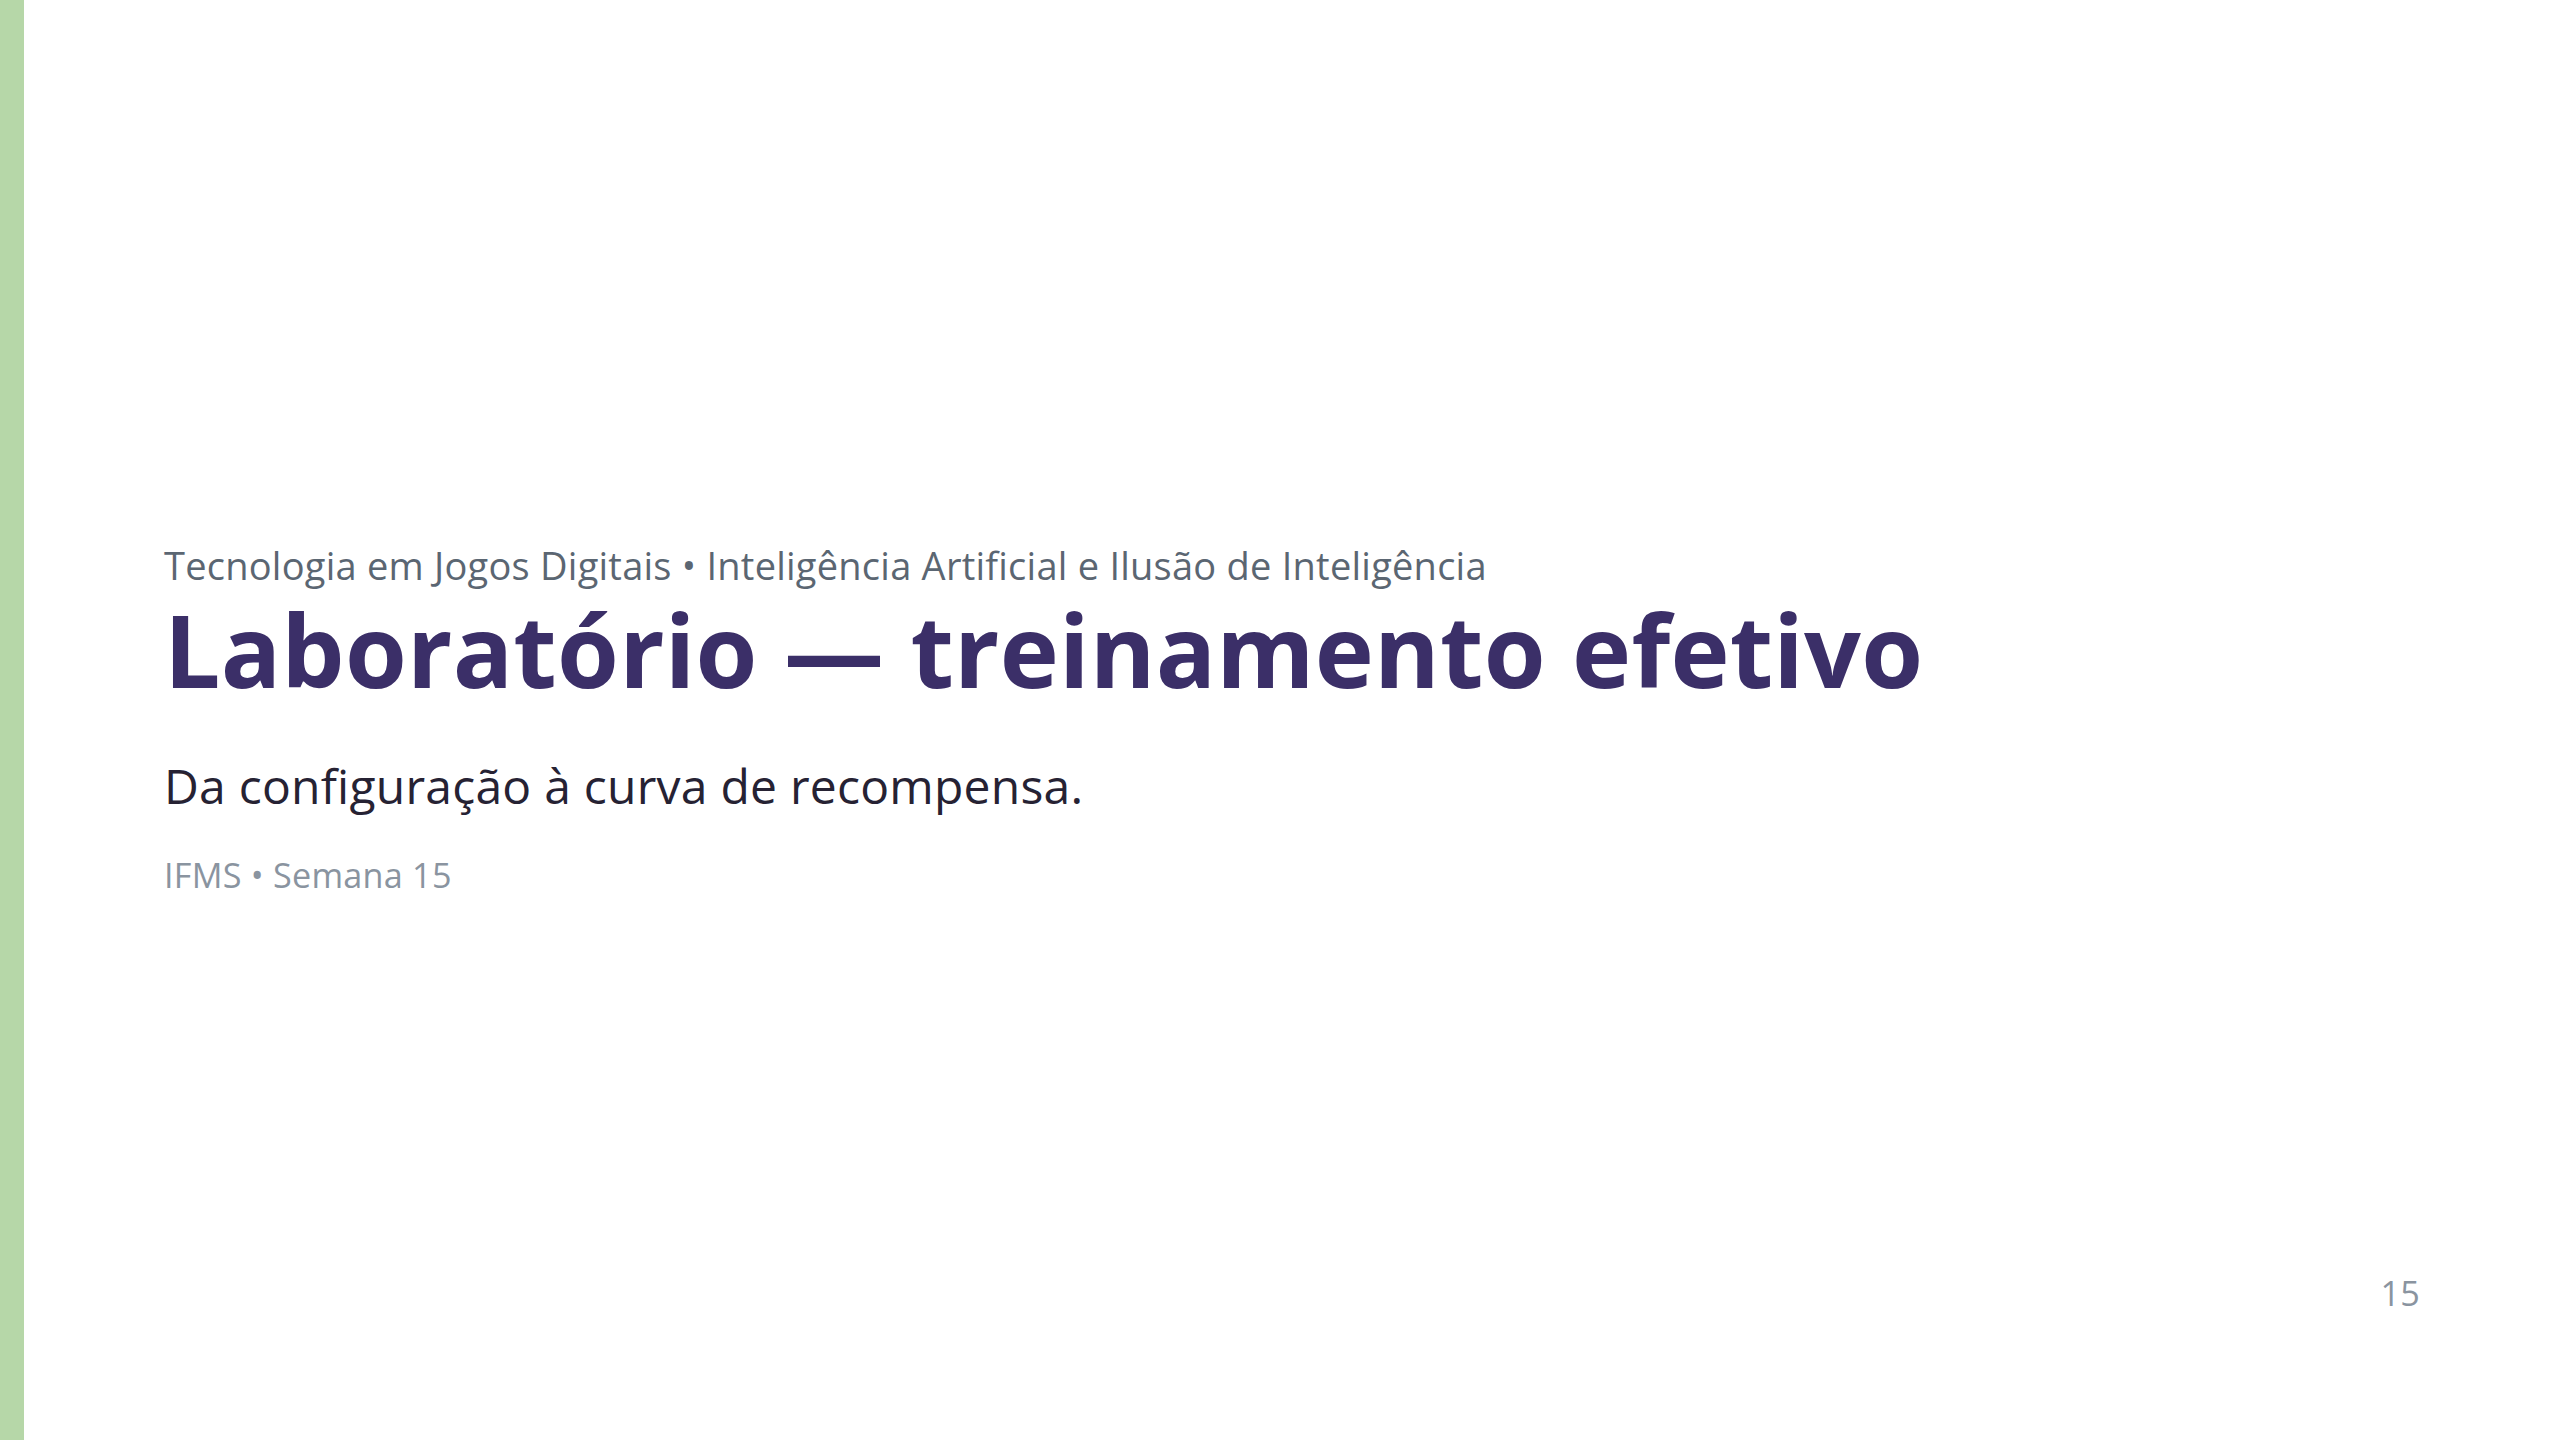 Tecnologia em Jogos Digitais • Inteligência Artificial e Ilusão de Inteligência
Laboratório — treinamento efetivo
Da configuração à curva de recompensa.
IFMS • Semana 15
15